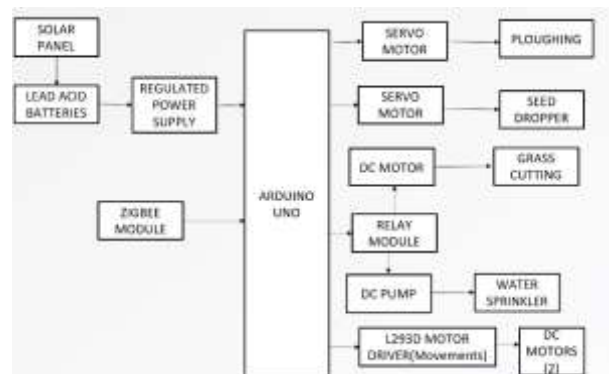 SOLAR
PANEL
LEAD ACID
BATTERIES
REGULATED
POWER
SUPPLY
ZIGBEE
MODULE
ARDUINO
UNO
SERVO
MOTOR
PLOUGHING
SERVO
MOTOR
SEED
DROPPER
DC MOTOR
GRASS
CUTTING
RELAY
MODULE
DC PUMP
WATER
SPRINKLER
L293D MOTOR
DRIVER(Movements)
DC
MOTORS
(2)